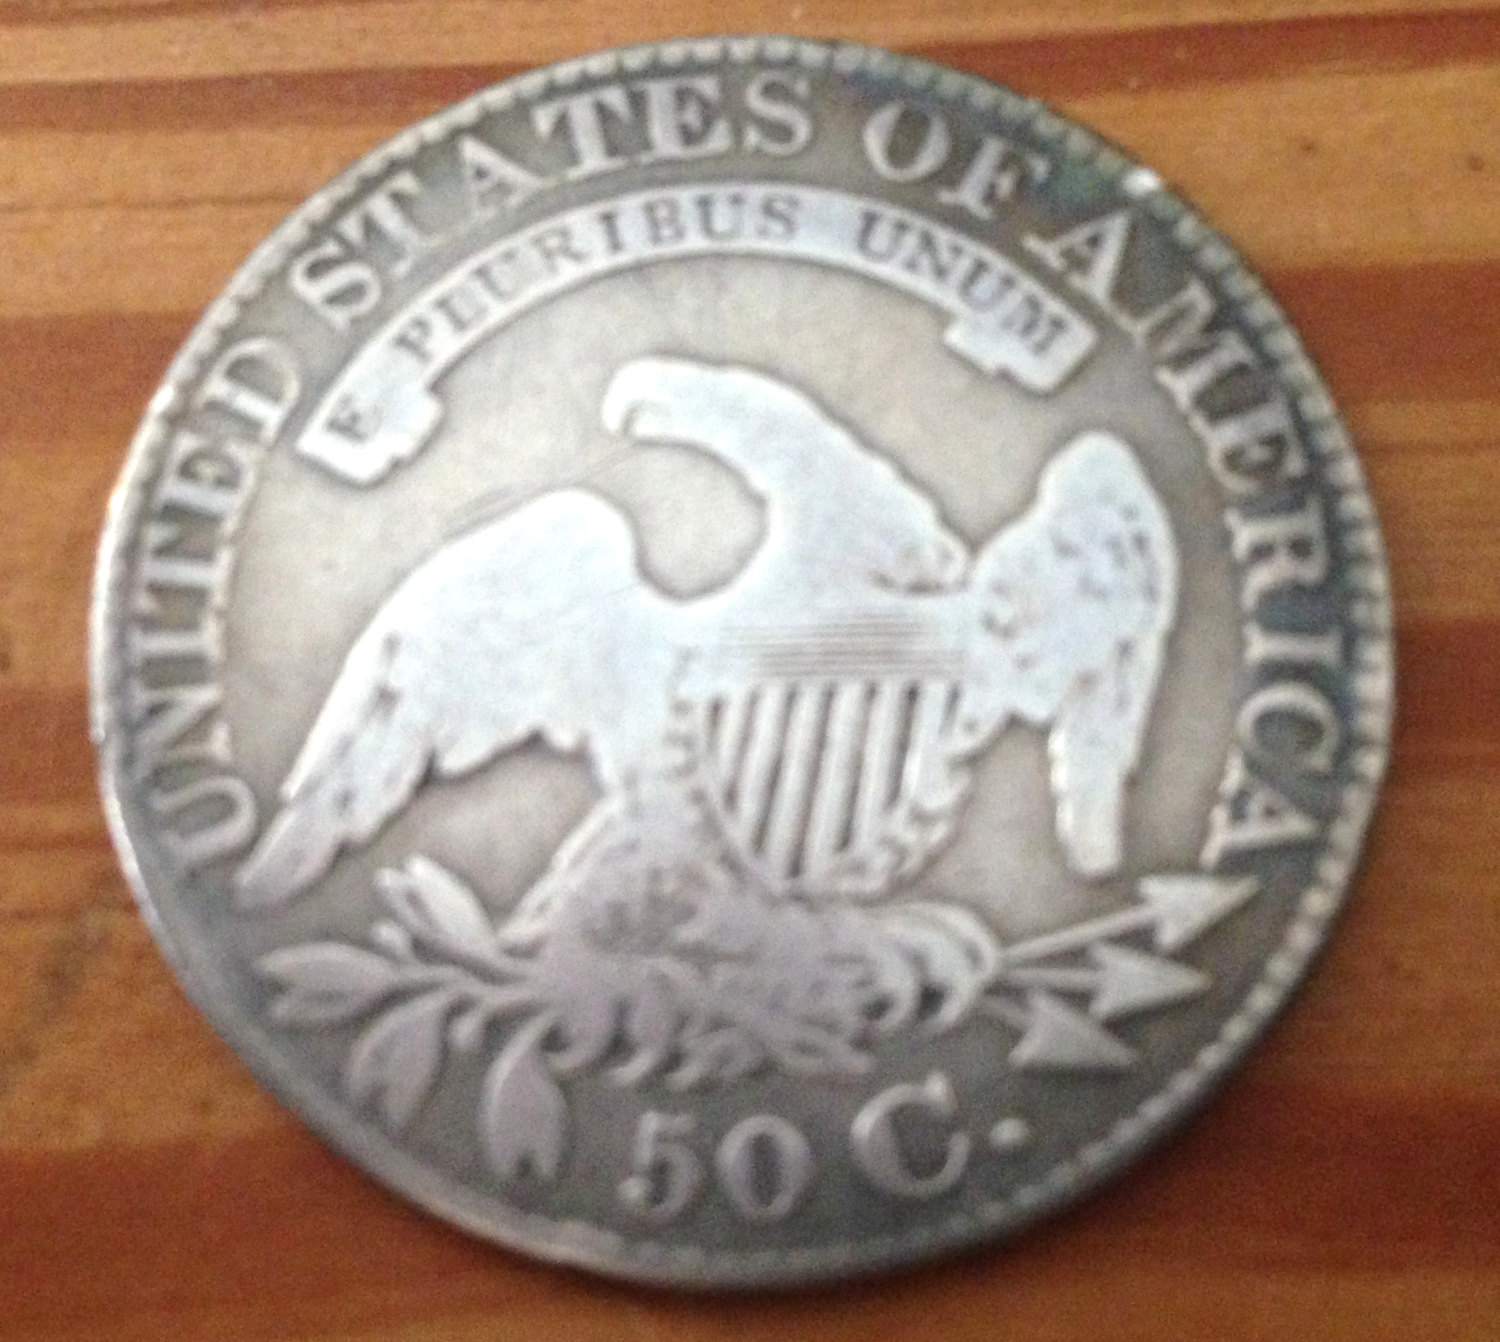 UNITED STATES OF AMERICA
E PLURIBUS UNUM
50 C.